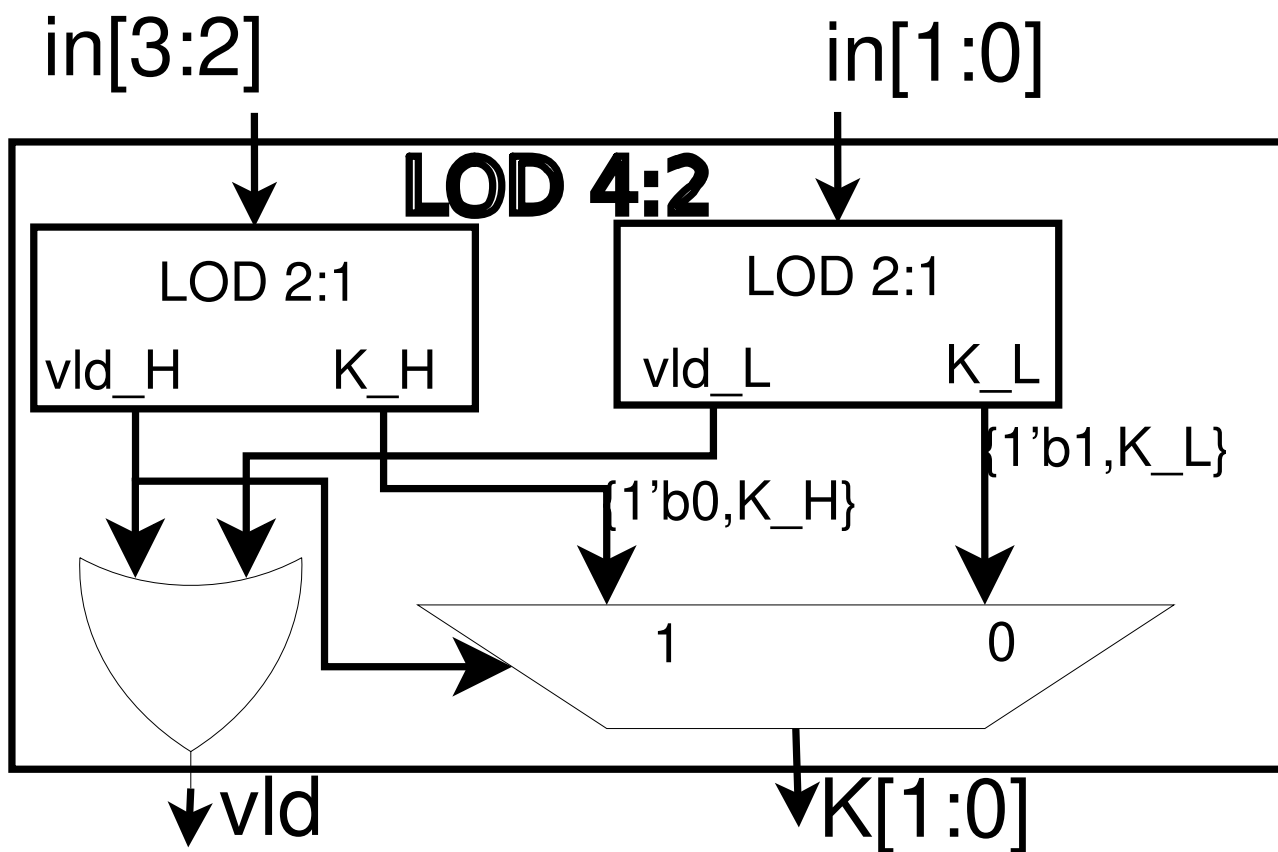 in[3:2]
in[1:0]
LOD 4:2
LOD 2:1
LOD 2:1
vld_H
K_H
vld_L
K_L
{1'b1,K_L}
{1'b0,K_H}
1
0
vld
K[1:0]